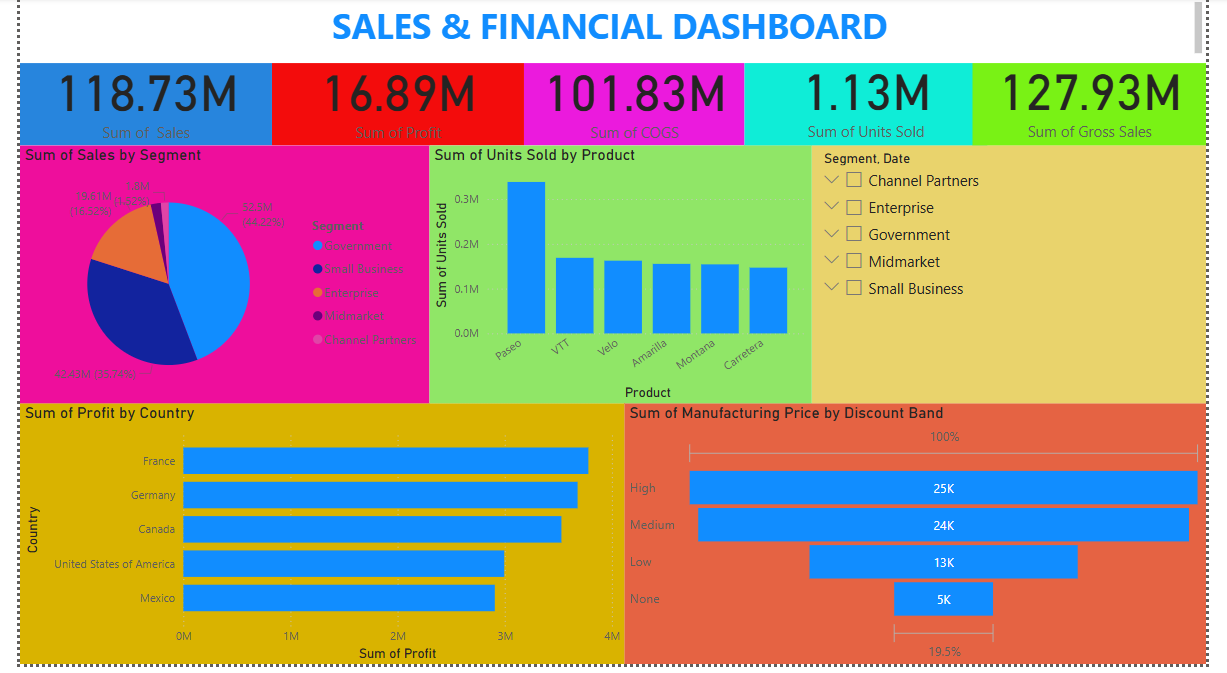 SALES & FINANCIAL DASHBOARD
118.73M
Sum of Sales
16.89M
Sum of Profit
101.83M
Sum of COGS
1.13M
Sum of Units Sold
127.93M
Sum of Gross Sales
Sum of Sales by Segment
19.61M
(16.52%)
52.5M
(44.22%)
42.43M (35.74%)
Segment
Government
Small Business
Enterprise
Midmarket
Channel Partners
Sum of Units Sold by Product
Sum of Units Sold
0.3M
0.2M
0.1M
0.0M
Paseo
VTT
Velo
Amarilla
Montana
Carretera
Product
Segment, Date
Channel Partners
Enterprise
Government
Midmarket
Small Business
Sum of Profit by Country
Country
France
Germany
Canada
United States of America
Mexico
0M
1M
2M
3M
4M
Sum of Profit
Sum of Manufacturing Price by Discount Band
100%
High
25K
Medium
24K
Low
13K
None
5K
19.5%